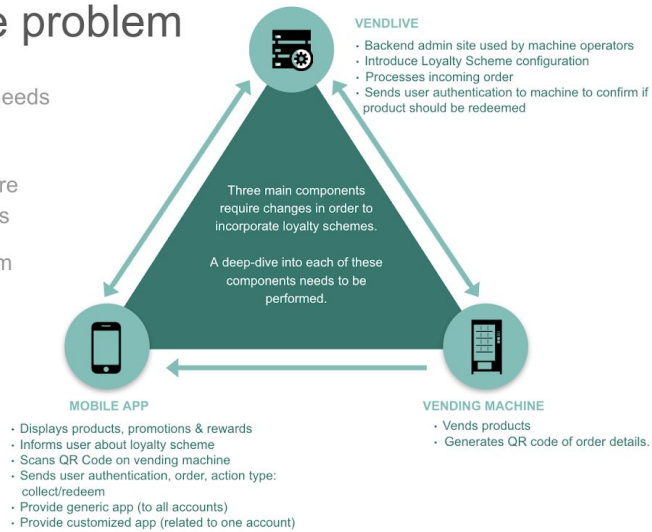 e problem
eeds
re
s
m
VENDLIVE
• Backend admin site used by machine operators
• Introduce Loyalty Scheme configuration
• Processes incoming order
• Sends user authentication to machine to confirm if
product should be redeemed
Three main components
require changes in order to
incorporate loyalty schemes.
A deep-dive into each of these
components needs to be
performed.
MOBILE APP
• Displays products, promotions & rewards
• Informs user about loyalty scheme
• Scans QR Code on vending machine
• Sends user authentication, order, action type:
collect/redeem
• Provide generic app (to all accounts)
• Provide customized app (related to one account)
VENDING MACHINE
• Vends products
• Generates QR code of order details.